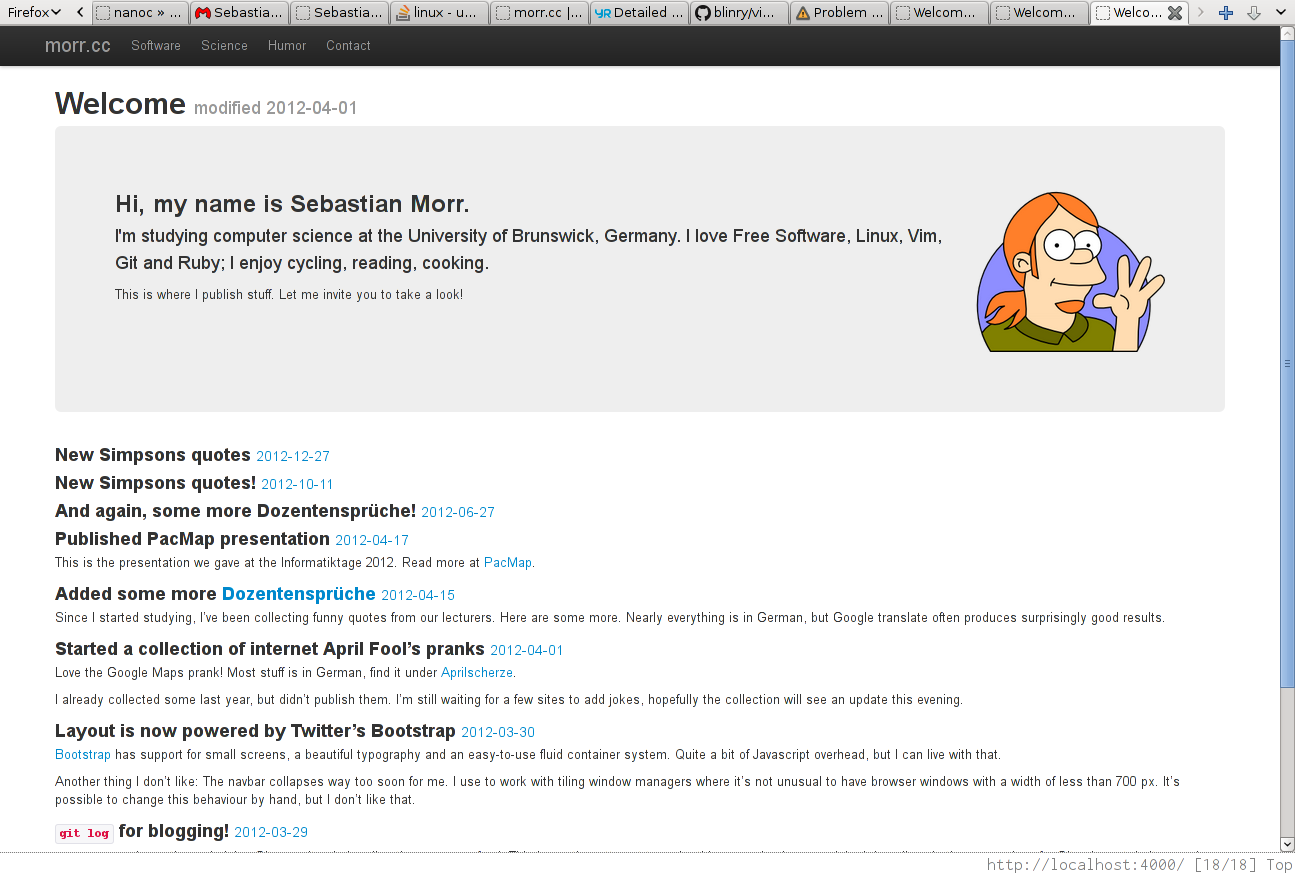 Firefox
nanoc » ...
Sebastia...
Sebastia...
linux - u...
morr.cc |...
Detailed ...
blinry/vi...
Problem ...
Welcom...
Welcom...
Welco...
morr.cc Software Science Humor Contact
Welcome modified 2012-04-01
Hi, my name is Sebastian Morr.
I'm studying computer science at the University of Brunswick, Germany. I love Free Software, Linux, Vim,
Git and Ruby; I enjoy cycling, reading, cooking.
This is where I publish stuff. Let me invite you to take a look!
New Simpsons quotes 2012-12-27
New Simpsons quotes! 2012-10-11
And again, some more Dozentensprüche! 2012-06-27
Published PacMap presentation 2012-04-17
This is the presentation we gave at the Informatiktage 2012. Read more at PacMap.
Added some more Dozentensprüche 2012-04-15
Since I started studying, I’ve been collecting funny quotes from our lecturers. Here are some more. Nearly everything is in German, but Google translate often produces surprisingly good results.
Started a collection of internet April Fool’s pranks 2012-04-01
Love the Google Maps prank! Most stuff is in German, find it under Aprilscherze.
I already collected some last year, but didn’t publish them. I’m still waiting for a few sites to add jokes, hopefully the collection will see an update this evening.
Layout is now powered by Twitter’s Bootstrap 2012-03-30
Bootstrap has support for small screens, a beautiful typography and an easy-to-use fluid container system. Quite a bit of Javascript overhead, but I can live with that.
Another thing I don’t like: The navbar collapses way too soon for me. I use to work with tiling window managers where it’s not unusual to have browser windows with a width of less than 700 px. It’s
possible to change this behaviour by hand, but I don’t like that.
git log for blogging! 2012-03-29
http://localhost:4000/ [18/18] Top